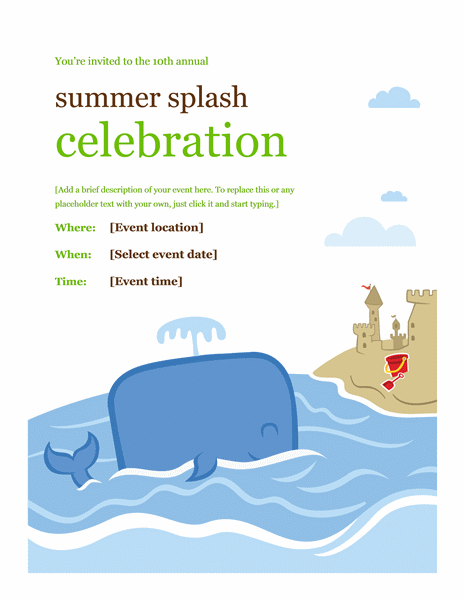 You're invited to the 10th annual
summer splash
celebration
[Add a brief description of your event here. To replace this or any
placeholder text with your own, just click it and start typing.]
Where: [Event location]
When: [Select event date]
Time: [Event time]